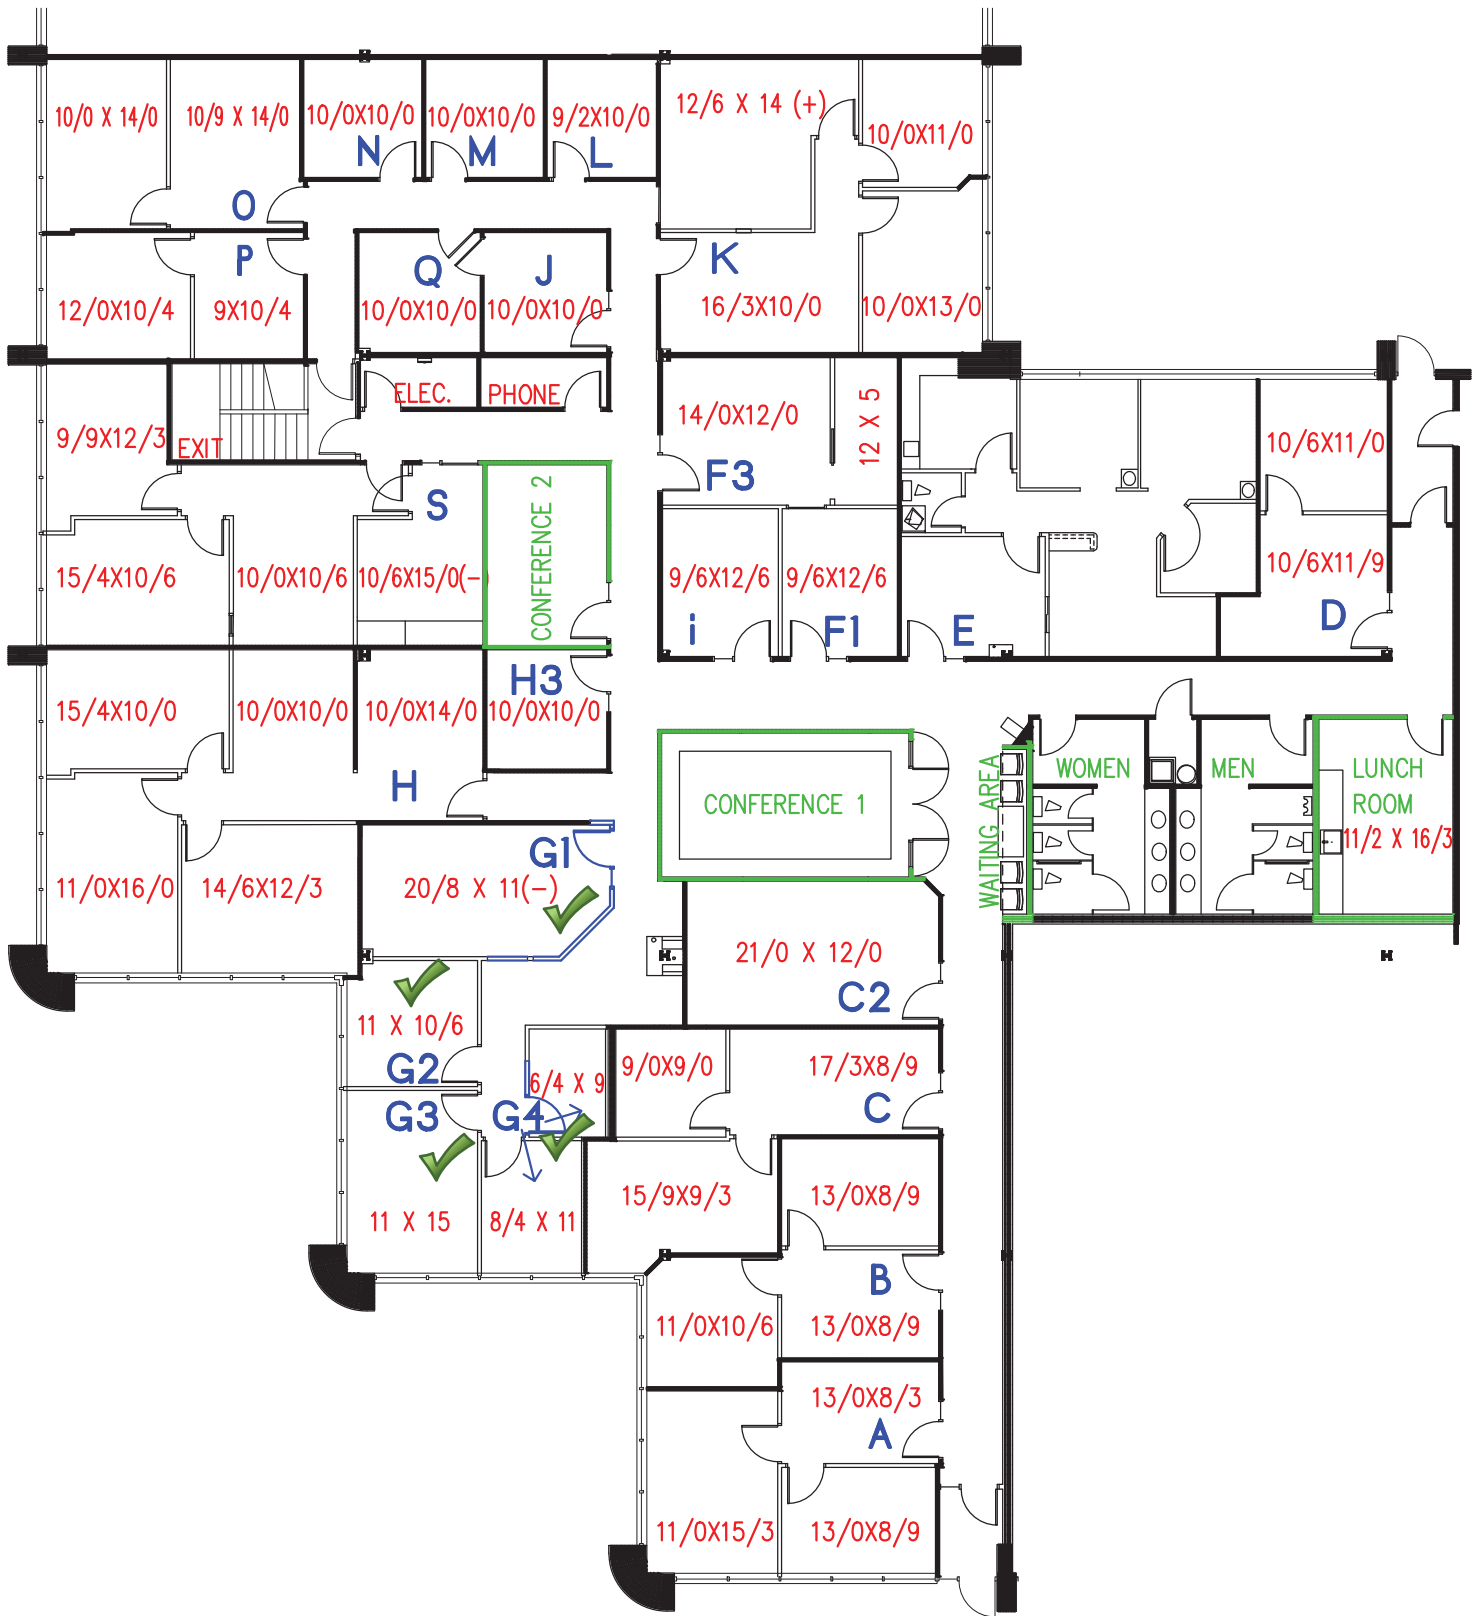 10/0 X 14/0
10/9 X 14/0
10/0X10/0
10/0X10/0
9/2X10/0
12/6 X 14 (+)
10/0X11/0
N
M
L
O
P
Q
J
K
12/0X10/4
9X10/4
10/0X10/0
10/0X10/0
16/3X10/0
10/0X13/0
ELEC.
PHONE
9/9X12/3
EXIT
14/0X12/0
12 X 5
10/6X11/0
F3
S
CONFERENCE 2
15/4X10/6
10/0X10/6
10/6X15/0(-)
9/6X12/6
9/6X12/6
10/6X11/9
i
F1
E
D
H3
15/4X10/0
10/0X10/0
10/0X14/0
10/0X10/0
H
CONFERENCE 1
WAITING AREA
WOMEN
MEN
LUNCH
ROOM
11/2 X 16/3
G1
11/0X16/0
14/6X12/3
20/8 X 11(-)
21/0 X 12/0
C2
11 X 10/6
G2
6/4 X 9
9/0X9/0
17/3X8/9
G3
G4
C
11 X 15
8/4 X 11
15/9X9/3
13/0X8/9
B
11/0X10/6
13/0X8/9
13/0X8/3
A
11/0X15/3
13/0X8/9